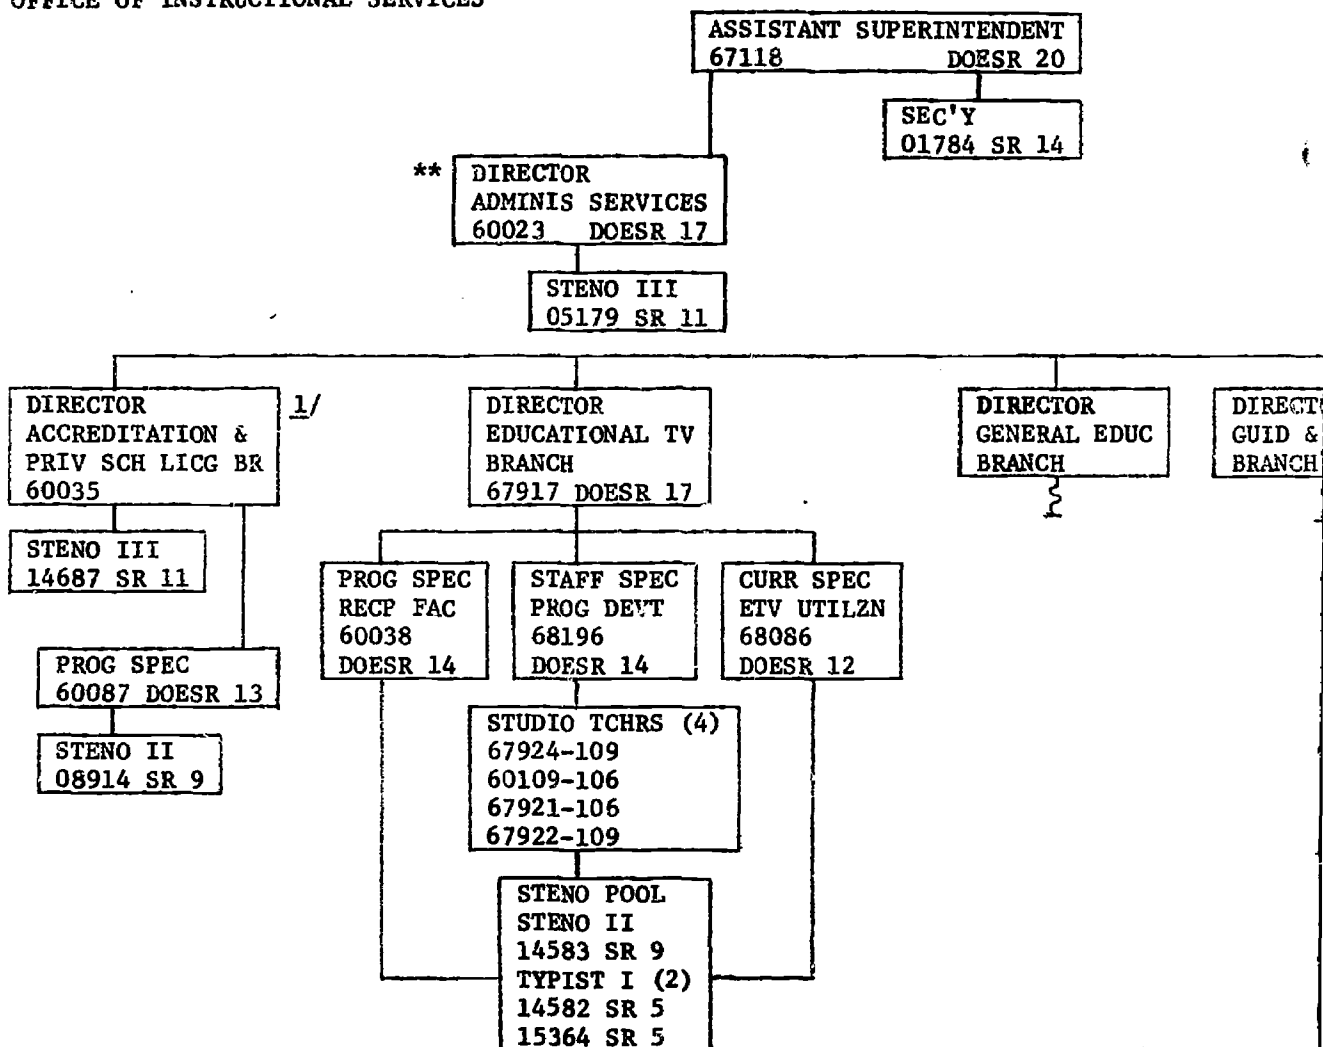 OFFICE OF INSTRUCTIONAL SERVICES
ASSISTANT SUPERINTENDENT
67118 DOESR 20
SEC'Y
01784 SR 14
** DIRECTOR
ADMINIS SERVICES
60023 DOESR 17
STENO III
05179 SR 11
DIRECTOR 1/
ACCREDITATION &
PRIV SCH LICG BR
60035
STENO III
14687 SR 11
PROG SPEC
60087 DOESR 13
STENO II
08914 SR 9
DIRECTOR
EDUCATIONAL TV
BRANCH
67917 DOESR 17
PROG SPEC
RECP FAC
60038
DOESR 14
STAFF SPEC
PROG DEVT
68196
DOESR 14
CURR SPEC
ETV UTILZN
68086
DOESR 12
STUDIO TCHRS (4)
67924-109
60109-106
67921-106
67922-109
STENO POOL
STENO II
14583 SR 9
TYPIST I (2)
14582 SR 5
15364 SR 5
DIRECTOR
GENERAL EDUC
BRANCH
DIRECT
GUID &
BRANCH